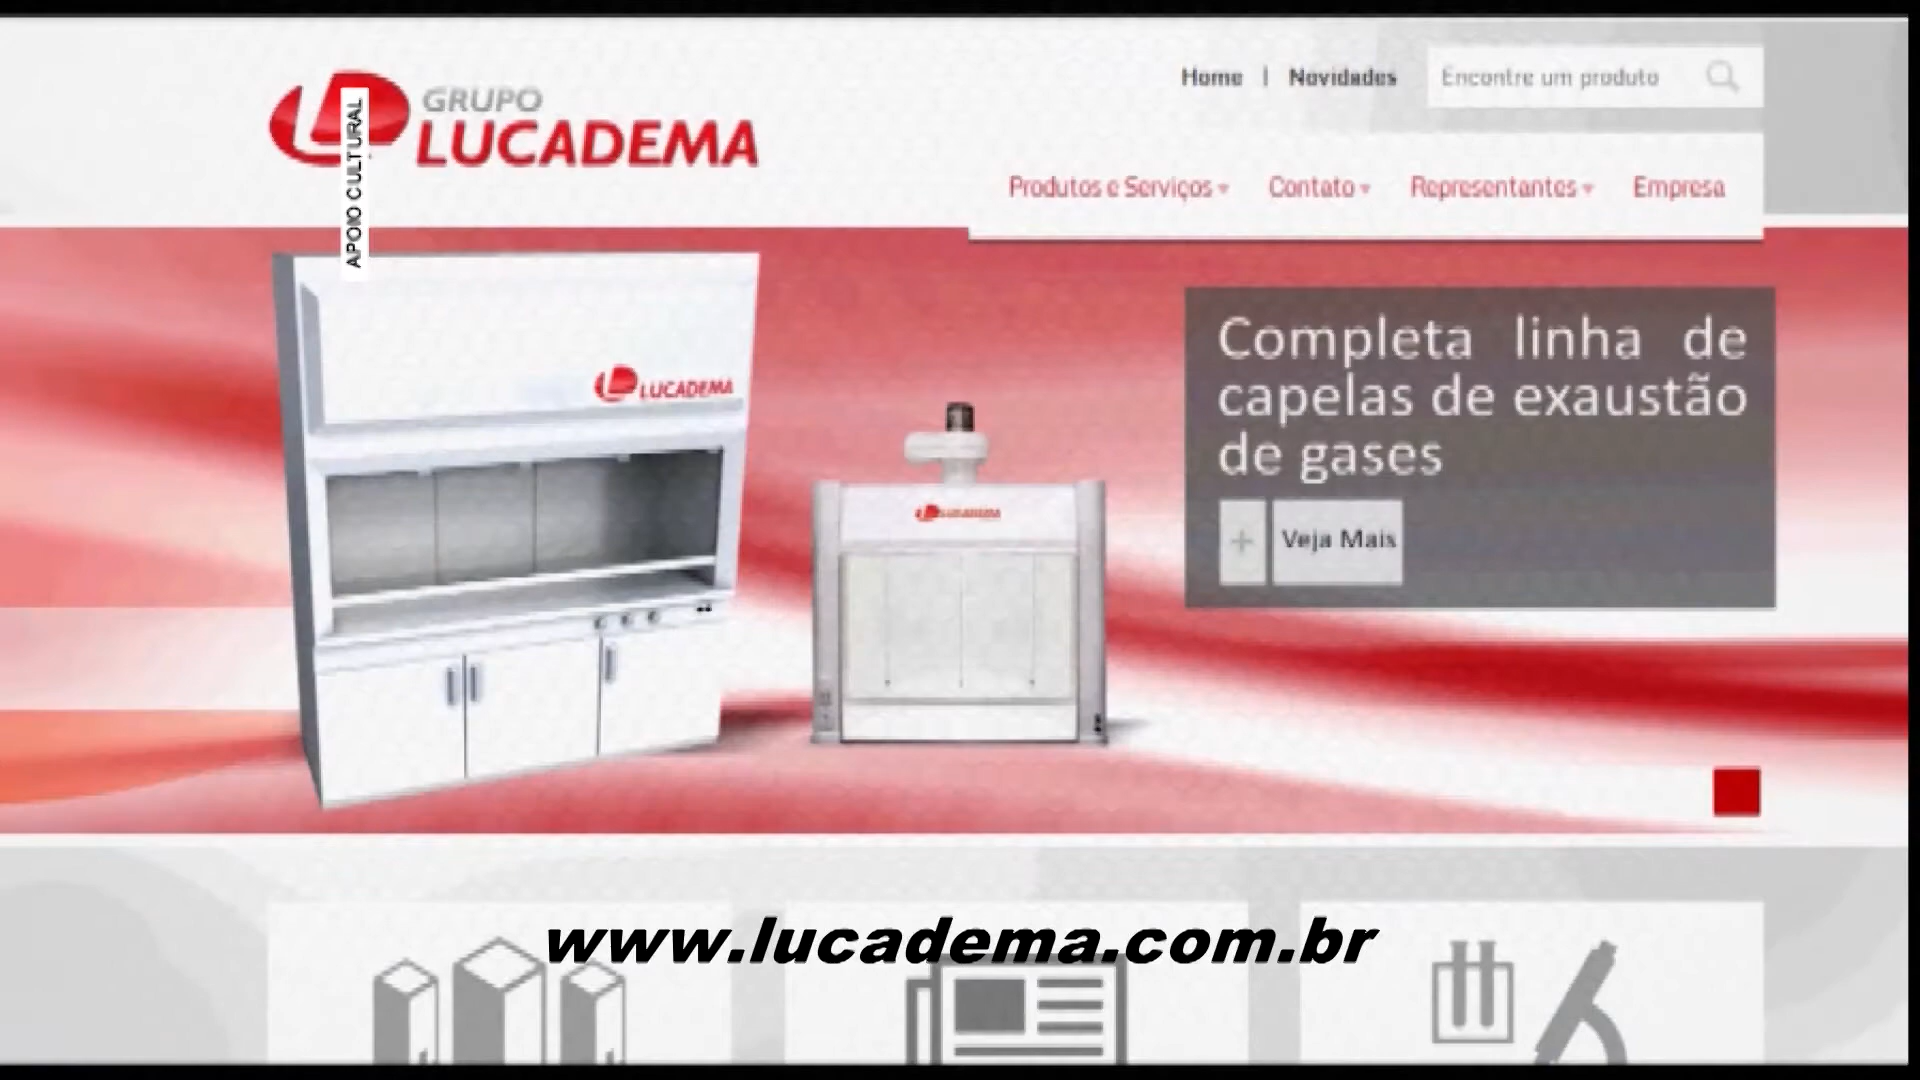 Home | Novidades
Encontre um produto
GRUPO
LUCADEMA
APOIO CULTURAL
Produtos e Serviços Contato Representantes Empresa
LUCADEMA
LUCADEMA
Completa linha de
capelas de exaustão
de gases
+ Veja Mais
www.lucadema.com.br